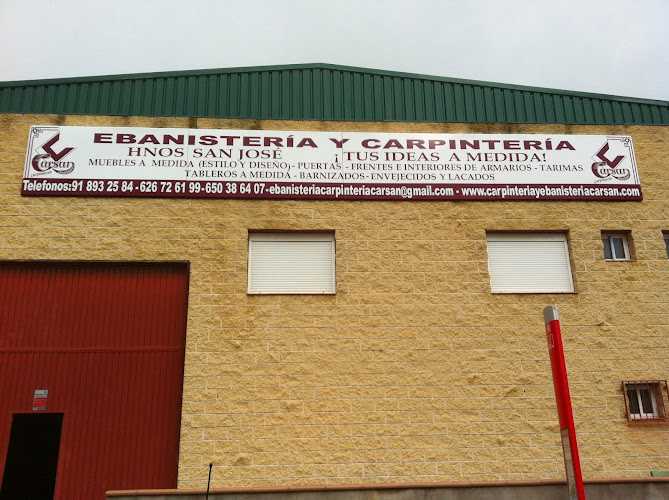 EBANISTERÍA Y CARPINTERÍA
HNOS SAN JOSÉ ¡TUS IDEAS A MEDIDA!
MUEBLES A MEDIDA (ESTILO Y DISEÑO) - PUERTAS - FRENTES E INTERIORES DE ARMARIOS - TARIMAS
TABLEROS A MEDIDA - BARNIZADOS - ENVEJECIDOS Y LACADOS
Telefonos: 91 893 25 84 - 626 72 61 99-650 38 64 07-ebanisteriacarpinteriacarsan@gmail.com - www.carpinteriayebanisteriacarsan.com
Carsan
Carsan